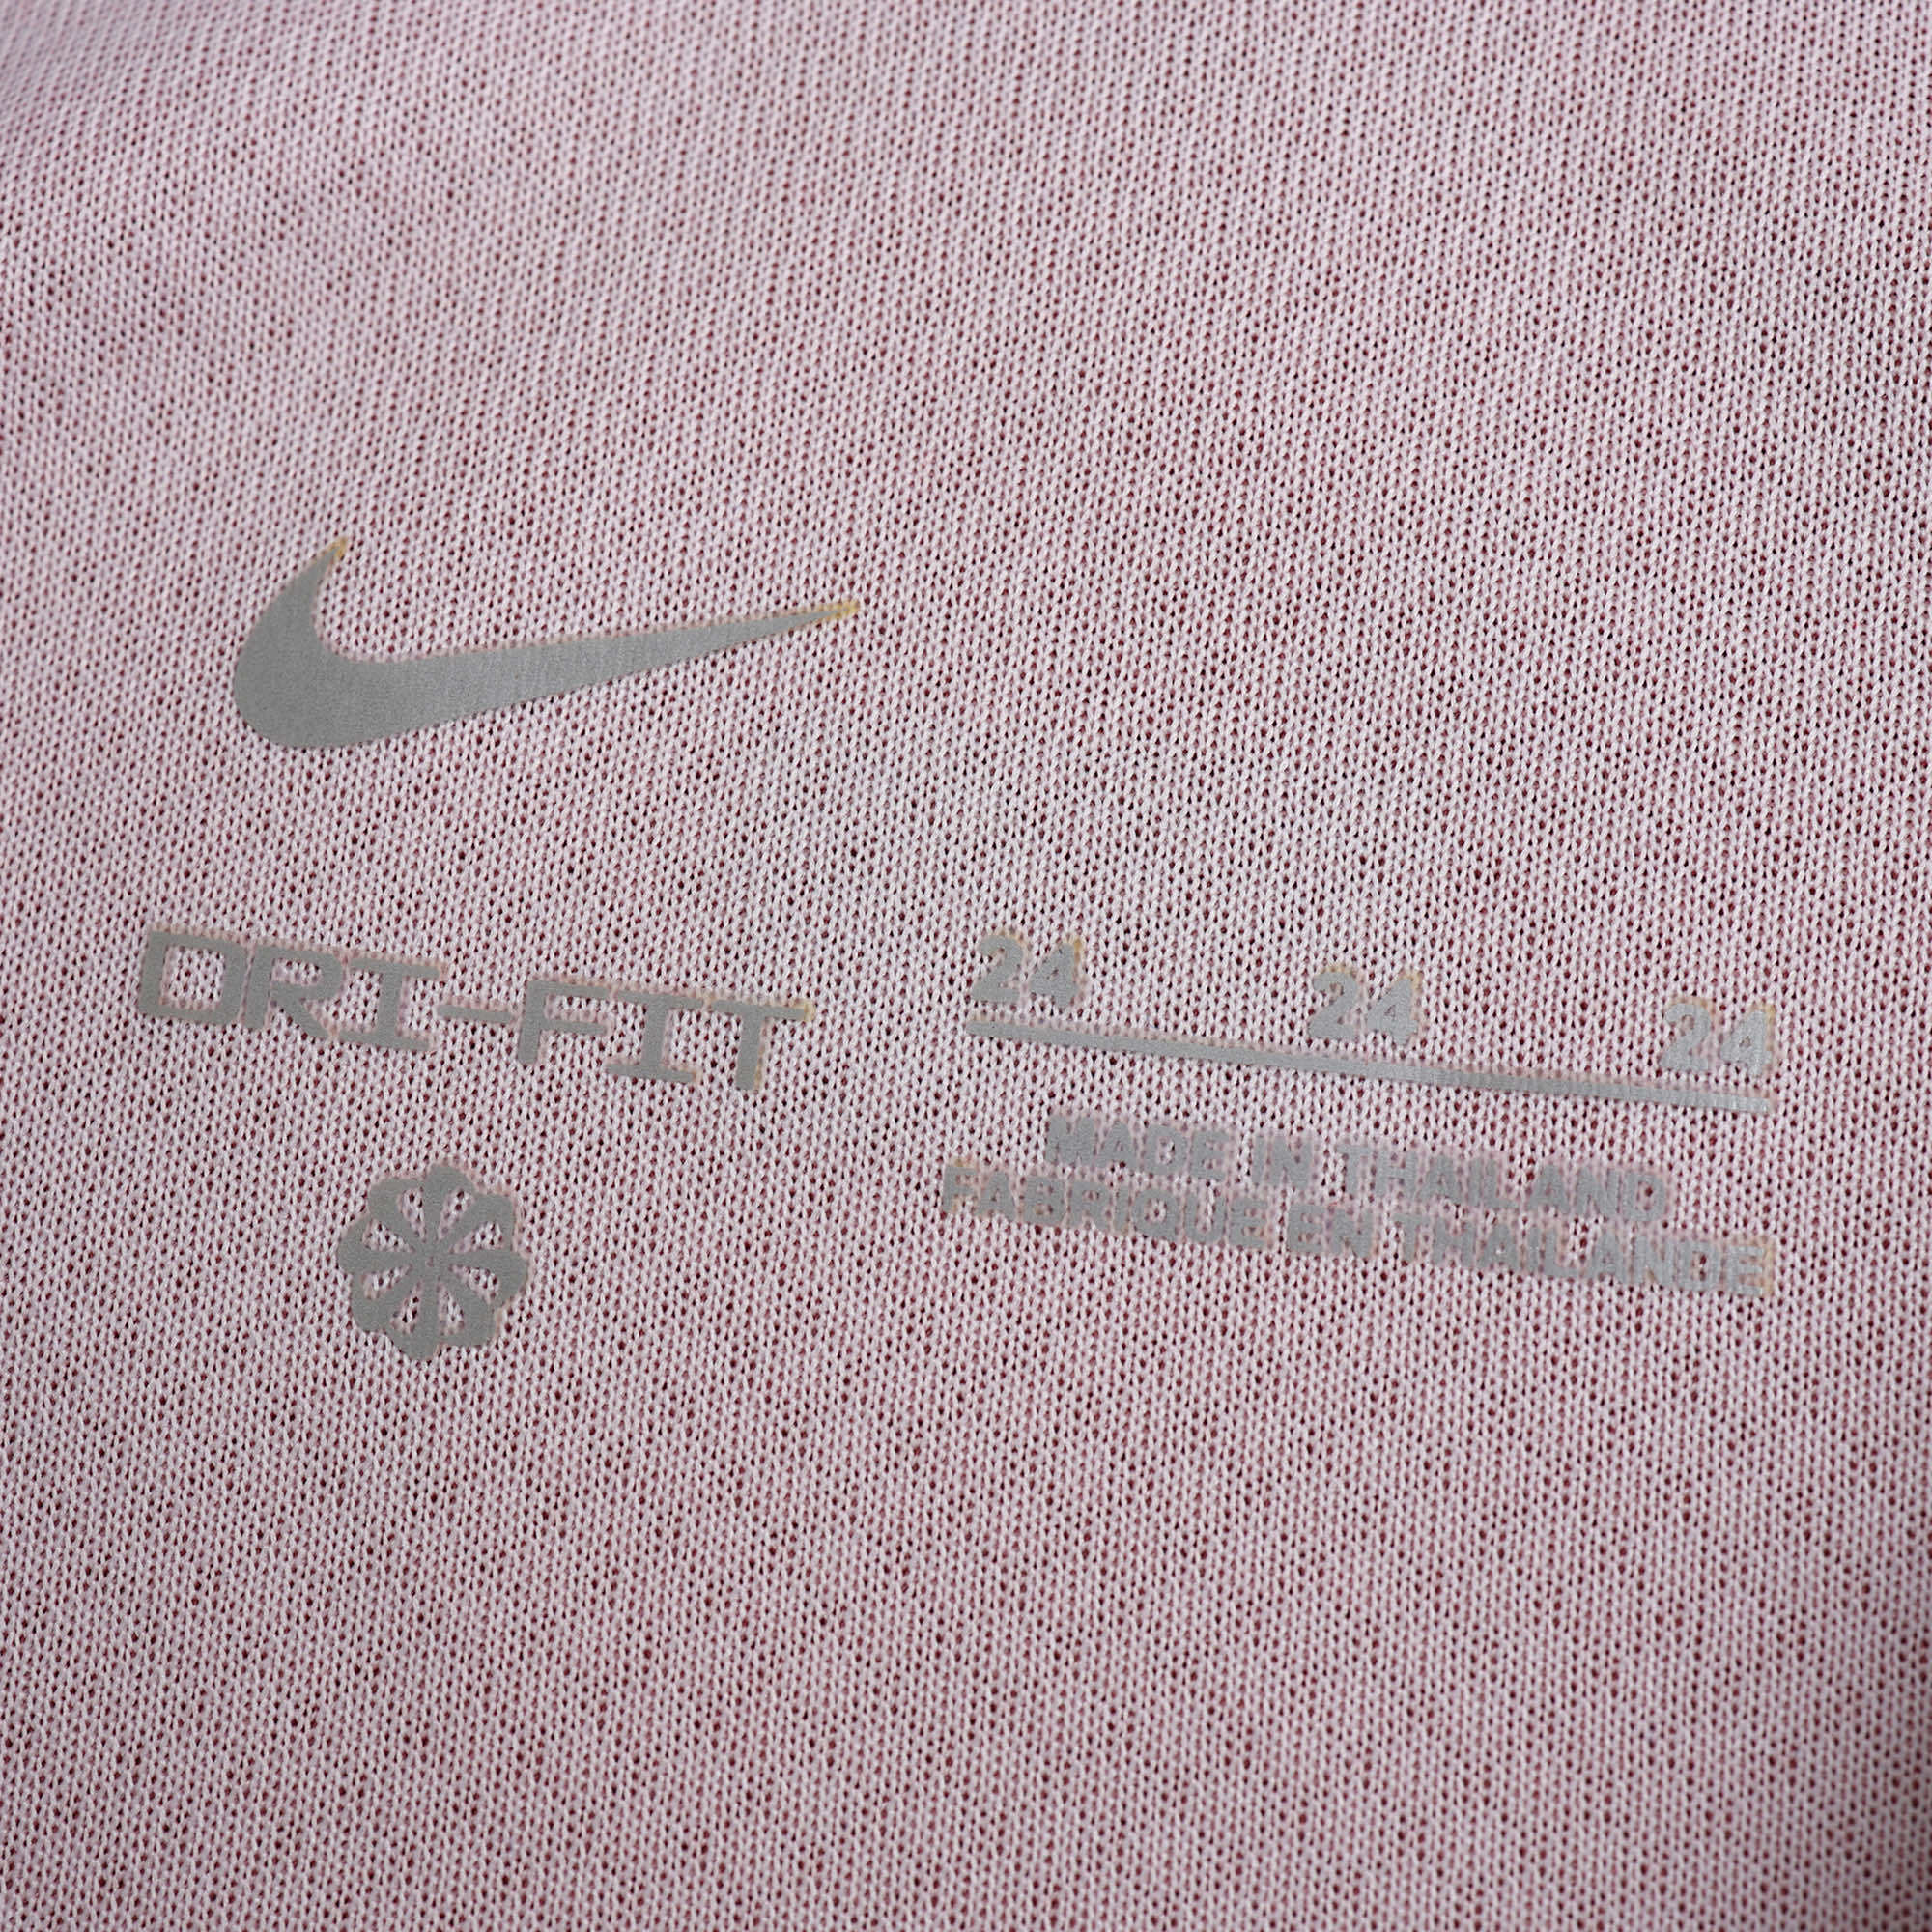 DRI-FIT
24 24 24
MADE IN THAILAND
FABRIQUE EN THAILANDE